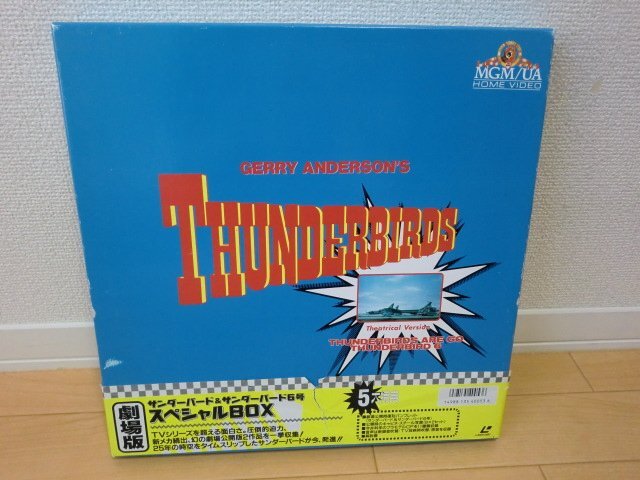 MGM/UA
HOME VIDEO
GERRY ANDERSON'S
THUNDERBIRDS
Theatrical Version
THUNDERBIRDS ARE GO
THUNDERBIRD 6
劇場版
サンダーバード&サンダーバード6号
スペシャルBOX
TVシリーズを超える面白さ。圧倒的迫力。
新メカ続出、幻の劇場公開版2作品を一挙収集!
25年の時空をタイムスリップしたサンダーバードが今、発進!!
5大